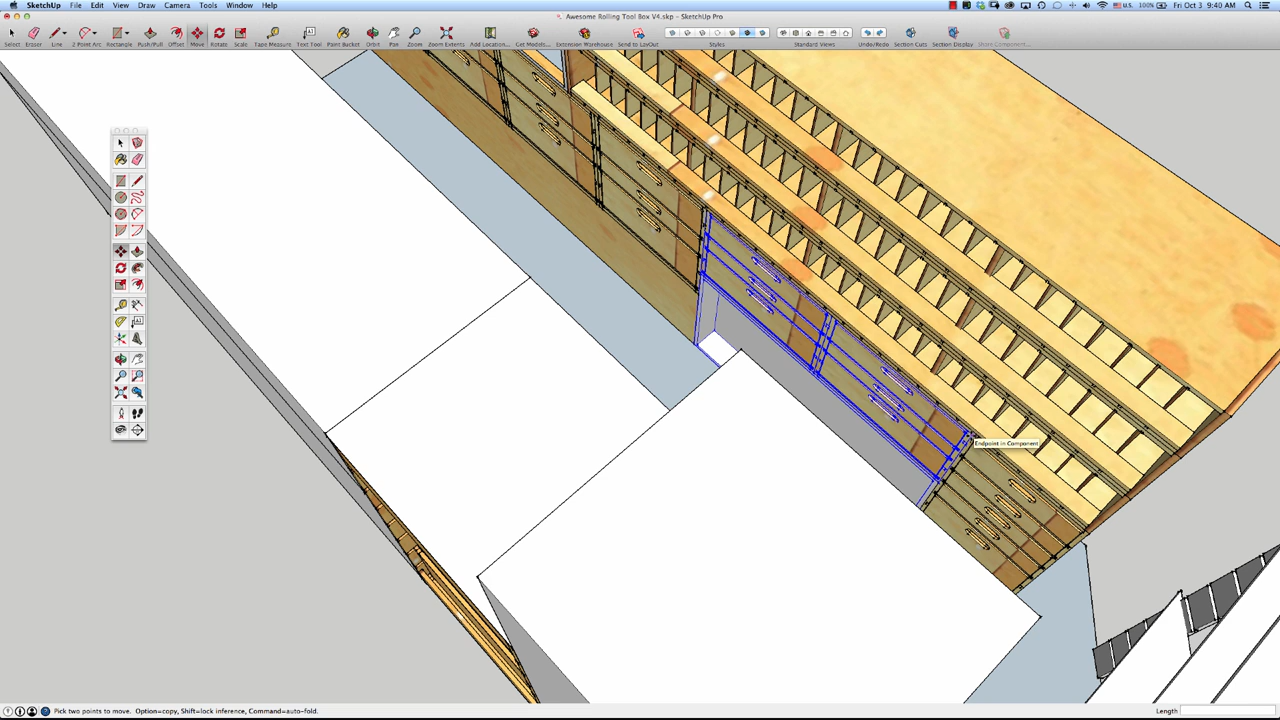 SketchUp File Edit View Draw Camera Tools Window Help U.S. 100% Fri Oct 3 9:40 AM
Awesome Rolling Tool Box V4.skp - SketchUp Pro
Select Eraser Line 2 Point Arc Rectangle Push/Pull Offset Move Rotate Scale Tape Measure Text Tool Paint Bucket Orbit Pan Zoom Zoom Extents Add Location... Get Models... Extension Warehouse Send to LayOut Styles Standard Views Undo/Redo Section Cuts Section Display
Endpoint in Component
Pick two points to move. Option=copy, Shift=lock inference, Command=auto-fold. Length